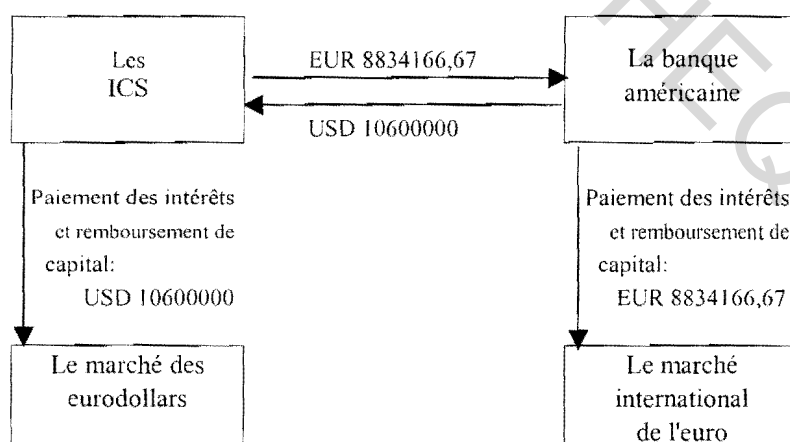 Les
ICS
EUR 8834166,67
USD 10600000
La banque
américaine
Paiement des intérêts
et remboursement de
capital:
USD 10600000
Paiement des intérêts
et remboursement de
capital:
EUR 8834166,67
Le marché des
eurodollars
Le marché
international
de l'euro